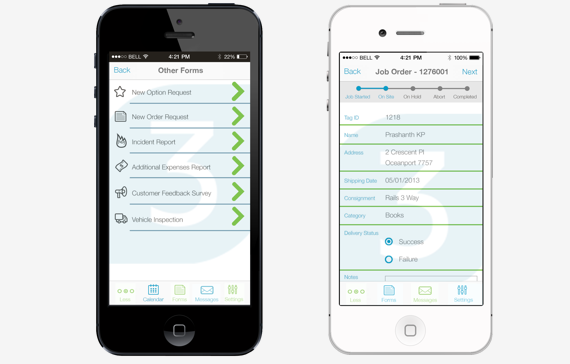 BELL 4:21 PM 22%
Back Other Forms
New Option Request
New Order Request
Incident Report
Additional Expenses Report
Customer Feedback Survey
Vehicle Inspection
3
Less Calendar Forms Messages Settings
BELL 4:21 PM 100%
Back Job Order - 1276001 Next
Job Started On Site On Hold Abort Completed
Tag ID 1218
Name Prashanth KP
Address 2 Crescent Pl
Oceanport 7757
Shipping Date 05/01/2013
Consignment Rails 3 Way
Category Books
Delivery Status
Success
Failure
Notes
3
Less Forms Messages Settings